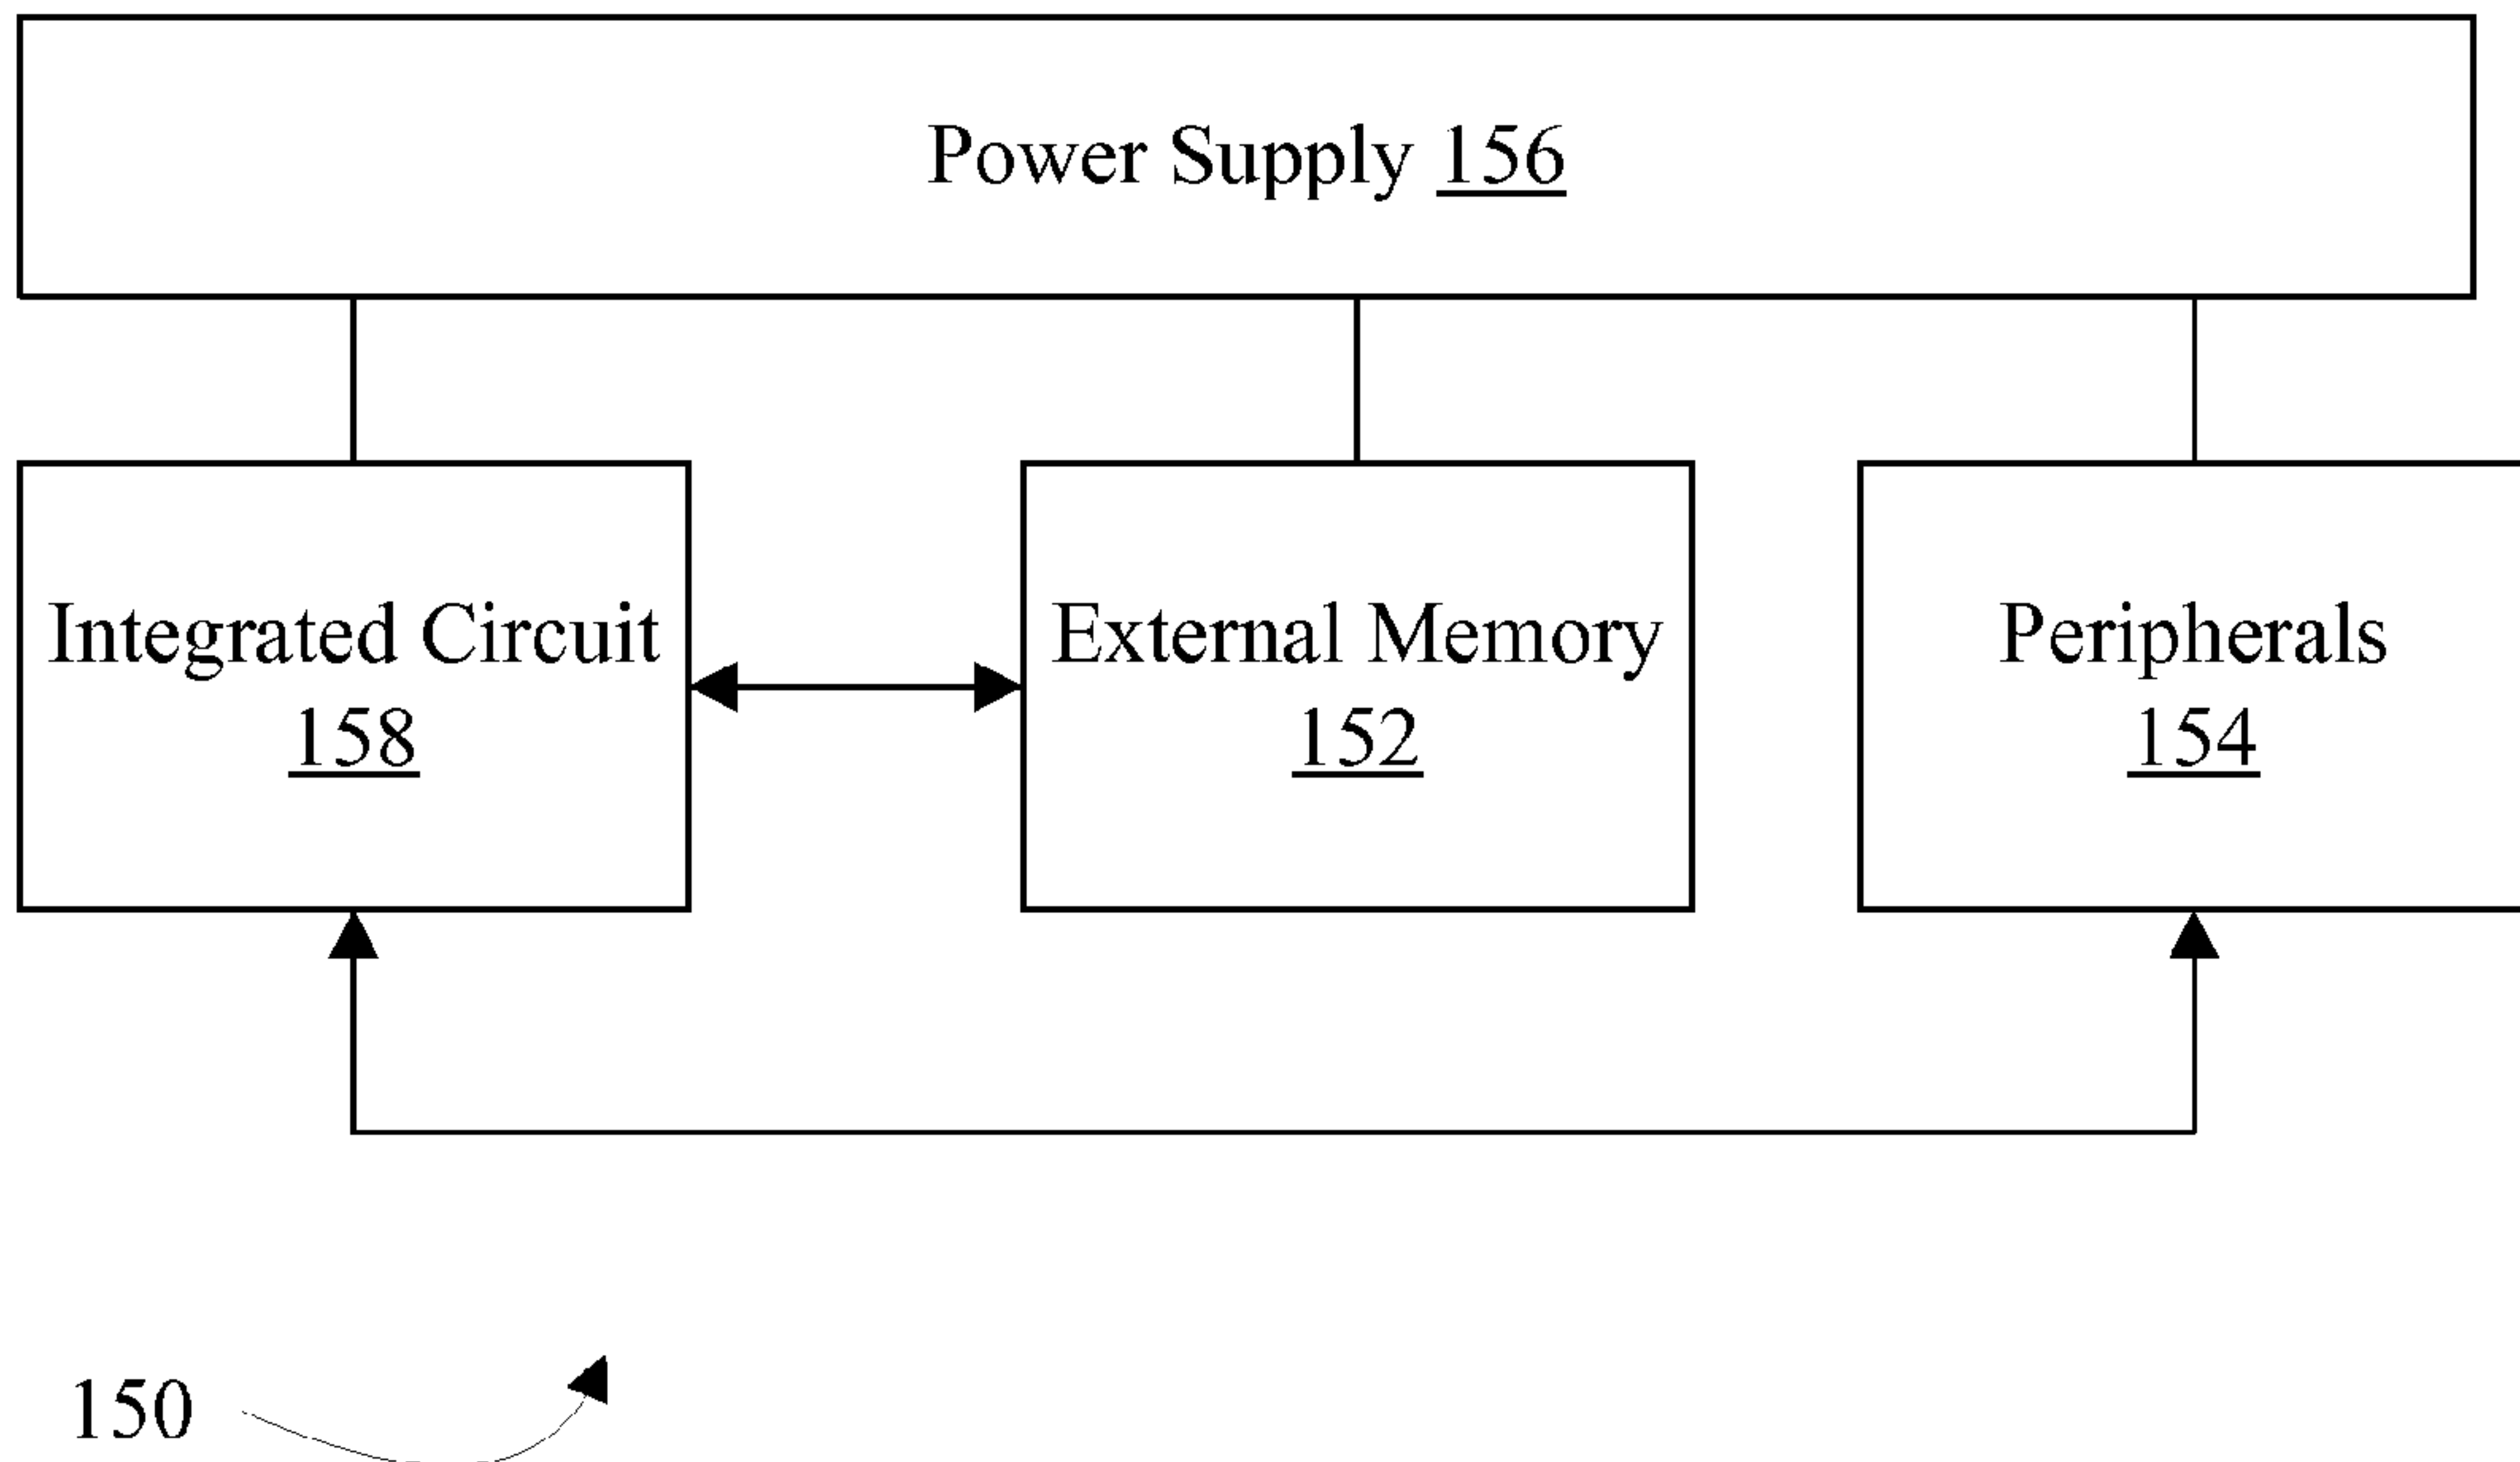 Power Supply 156
Integrated Circuit
158
External Memory
152
Peripherals
154
150